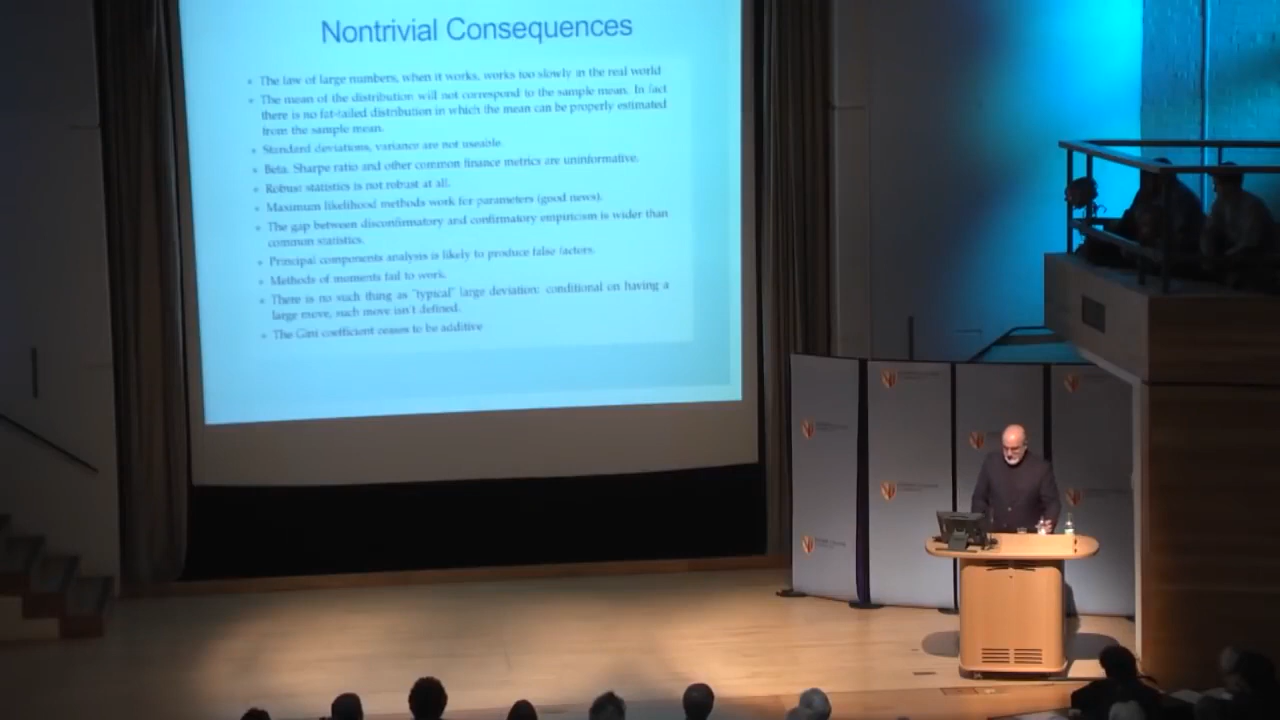 Nontrivial Consequences
The law of large numbers, when it works, works too slowly in the real world
The mean of the distribution will not correspond to the sample mean. In fact
there is no fat-tailed distribution in which the mean can be properly estimated
from the sample mean.
Standard deviations, variance are not useable.
Beta. Sharpe ratio and other common finance metrics are uninformative.
Robust statistics is not robust at all.
Maximum likelihood methods work for parameters (good news).
The gap between disconfirmatory and confirmatory empiricism is wider than
common statistics.
Principal components analysis is likely to produce false factors.
Methods of moments fail to work.
There is no such thing as "typical" large deviation: conditional on having a
large move, such move isn't defined.
The Gini coefficient ceases to be additive